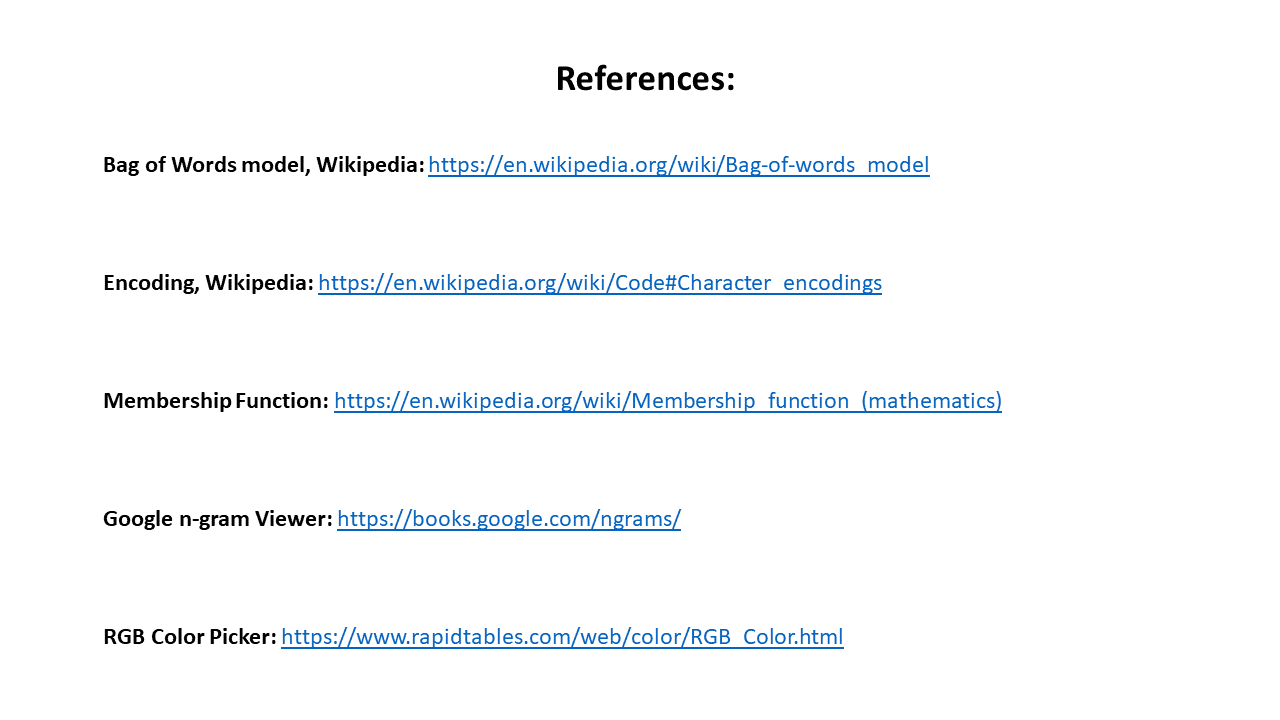 References:
Bag of Words model, Wikipedia: https://en.wikipedia.org/wiki/Bag-of-words_model
Encoding, Wikipedia: https://en.wikipedia.org/wiki/Code#Character_encodings
Membership Function: https://en.wikipedia.org/wiki/Membership_function_(mathematics)
Google n-gram Viewer: https://books.google.com/ngrams/
RGB Color Picker: https://www.rapidtables.com/web/color/RGB_Color.html